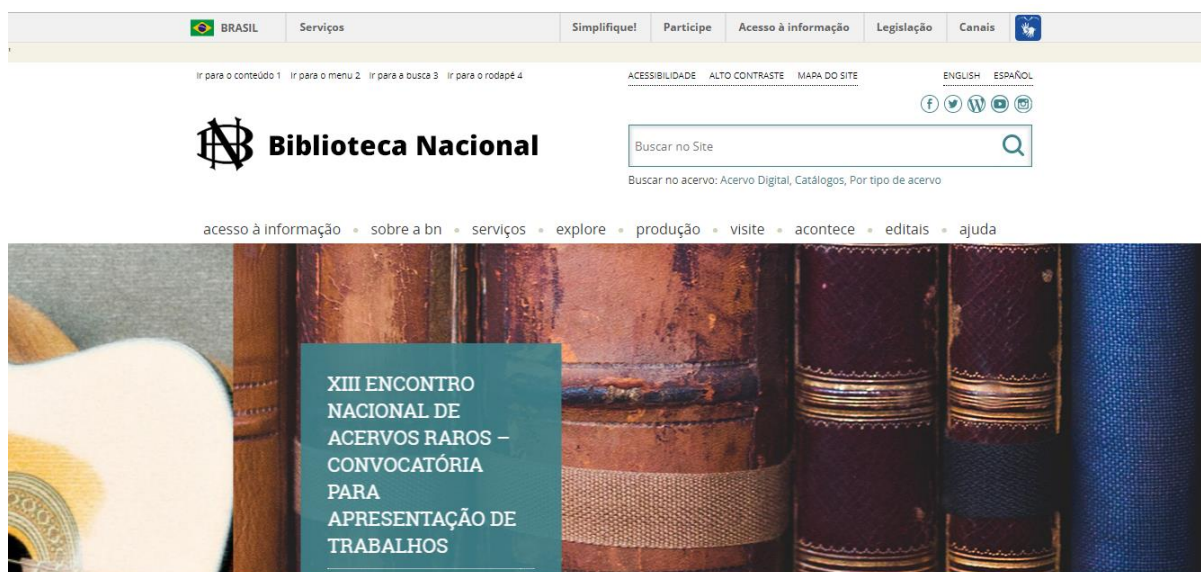 BRASIL Serviços Simplifique! Participe Acesso à informação Legislação Canais
Ir para o conteúdo 1 Ir para o menu 2 Ir para a busca 3 Ir para o rodapé 4 ACESSIBILIDADE ALTO CONTRASTE MAPA DO SITE ENGLISH ESPAÑOL
BN Biblioteca Nacional
Buscar no Site
Buscar no acervo: Acervo Digital, Catálogos, Por tipo de acervo
acesso à informação sobre a bn serviços explore produção visite acontece editais ajuda
XIII ENCONTRO
NACIONAL DE
ACERVOS RAROS –
CONVOCATÓRIA
PARA
APRESENTAÇÃO DE
TRABALHOS